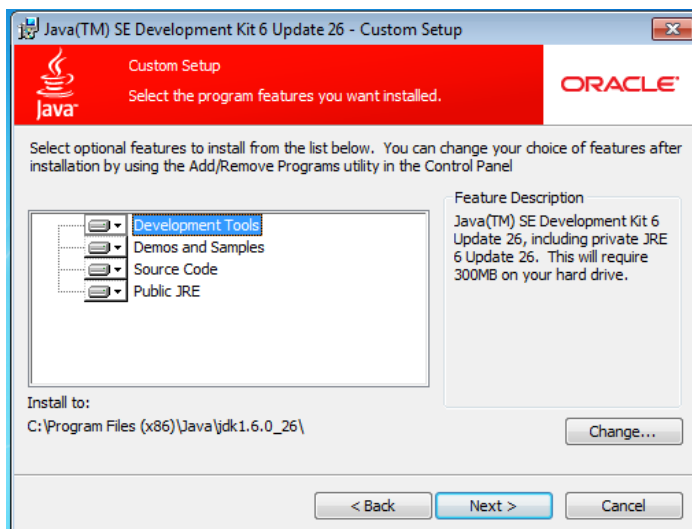 Java(TM) SE Development Kit 6 Update 26 - Custom Setup
Java™
Custom Setup
Select the program features you want installed.
ORACLE®
Select optional features to install from the list below.  You can change your choice of features after
installation by using the Add/Remove Programs utility in the Control Panel
Development Tools
Demos and Samples
Source Code
Public JRE
Feature Description
Java(TM) SE Development Kit 6
Update 26, including private JRE
6 Update 26.  This will require
300MB on your hard drive.
Install to:
C:\Program Files (x86)\Java\jdk1.6.0_26\
Change...
< Back
Next >
Cancel